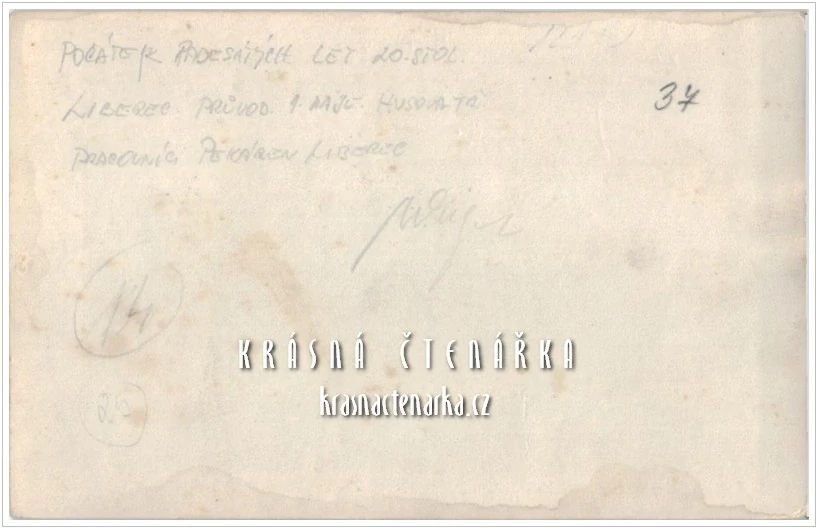 POČÁTEK PADESÁTÝCH LET 20. STOL.
LIBEREC. PRŮVOD 1. MÁJE. HUSOVA TŘ
PRACOVNÍCI PEKÁREN LIBEREC
37
14
KRÁSNÁ ČTENÁŘKA
krasnactenarka.cz